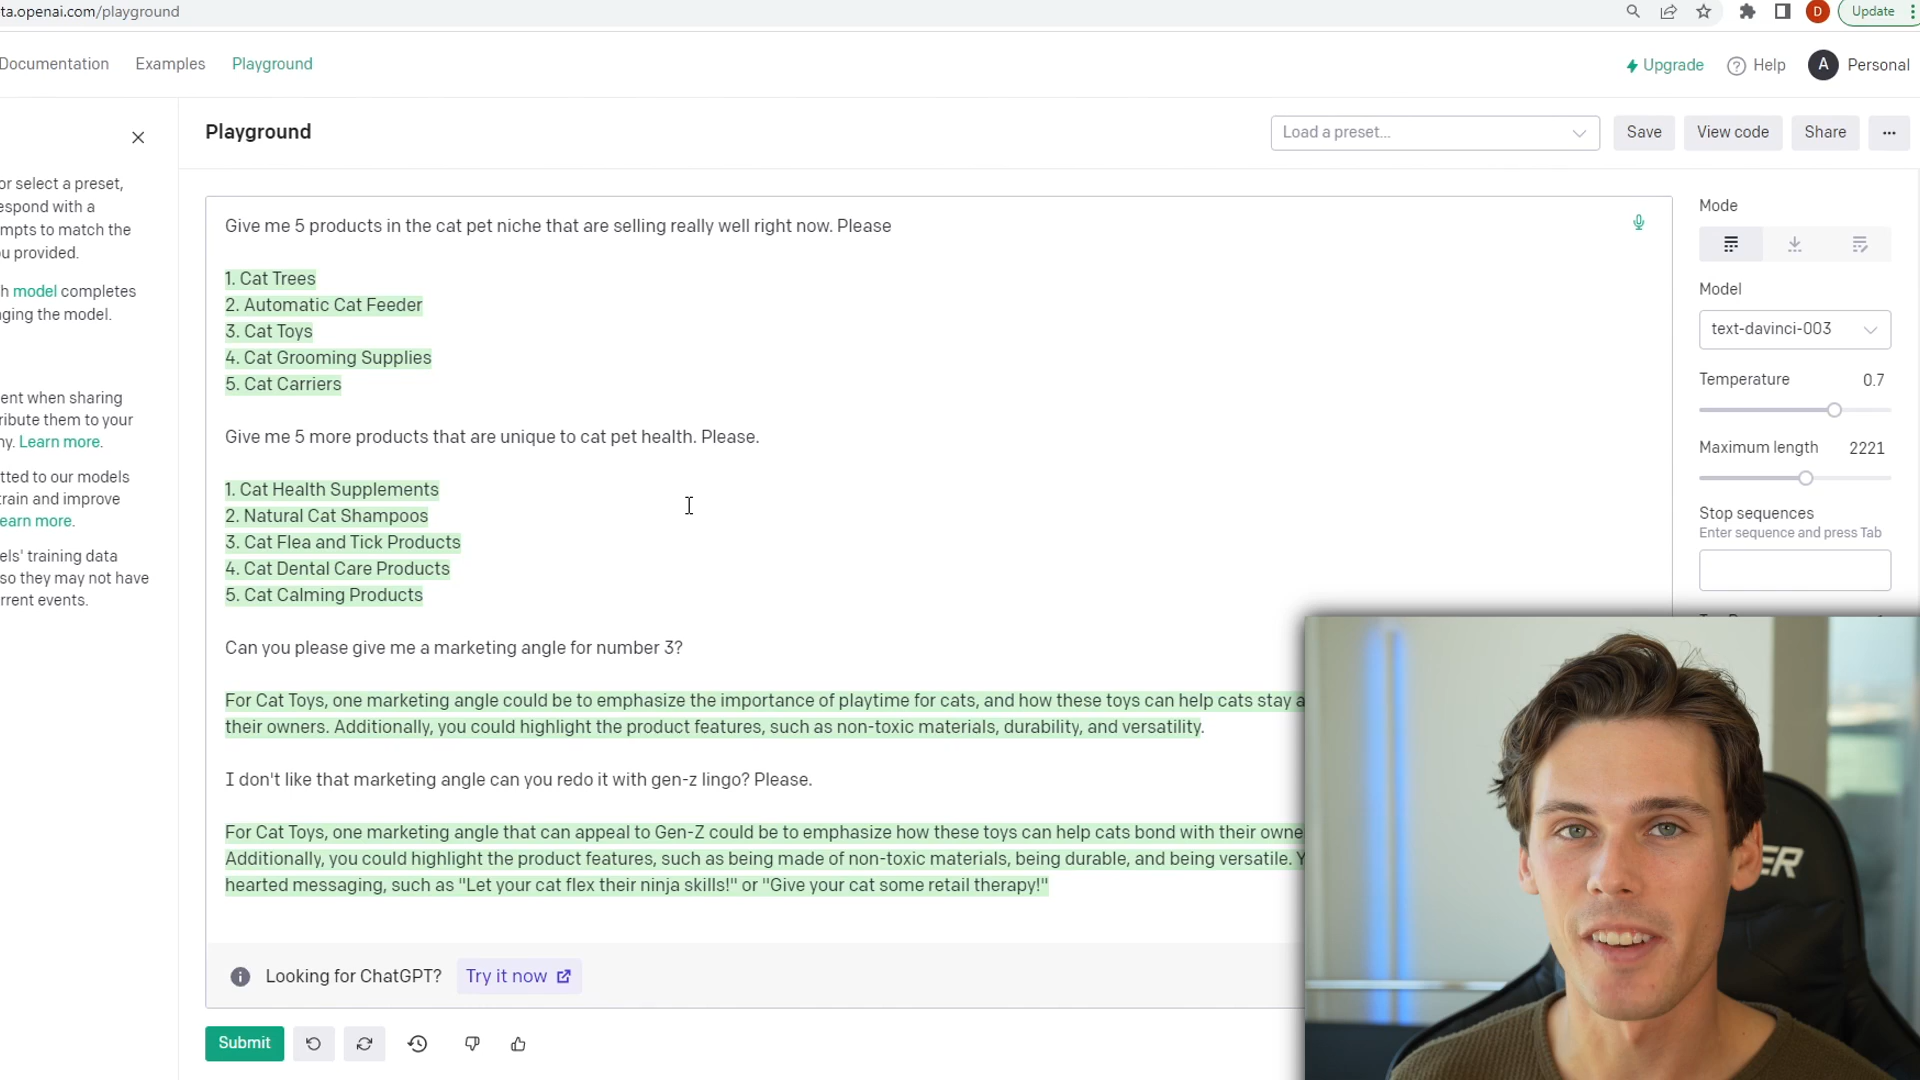 ta.openai.com/playground
D
Update
Documentation
Examples
Playground
Upgrade
Help
A
Personal
Playground
Load a preset...
Save
View code
Share
or select a preset,
espond with a
mpts to match the
u provided.
h model completes
ging the model.
ent when sharing
ribute them to your
ny. Learn more.
tted to our models
train and improve
earn more.
els' training data
so they may not have
rrent events.
Give me 5 products in the cat pet niche that are selling really well right now. Please
1. Cat Trees
2. Automatic Cat Feeder
3. Cat Toys
4. Cat Grooming Supplies
5. Cat Carriers
Give me 5 more products that are unique to cat pet health. Please.
1. Cat Health Supplements
2. Natural Cat Shampoos
3. Cat Flea and Tick Products
4. Cat Dental Care Products
5. Cat Calming Products
Can you please give me a marketing angle for number 3?
For Cat Toys, one marketing angle could be to emphasize the importance of playtime for cats, and how these toys can help cats stay a
their owners. Additionally, you could highlight the product features, such as non-toxic materials, durability, and versatility.
I don't like that marketing angle can you redo it with gen-z lingo? Please.
For Cat Toys, one marketing angle that can appeal to Gen-Z could be to emphasize how these toys can help cats bond with their owne
Additionally, you could highlight the product features, such as being made of non-toxic materials, being durable, and being versatile. Y
hearted messaging, such as "Let your cat flex their ninja skills!" or "Give your cat some retail therapy!"
Looking for ChatGPT?
Try it now
Submit
Mode
Model
text-davinci-003
Temperature
0.7
Maximum length
2221
Stop sequences
Enter sequence and press Tab
ER